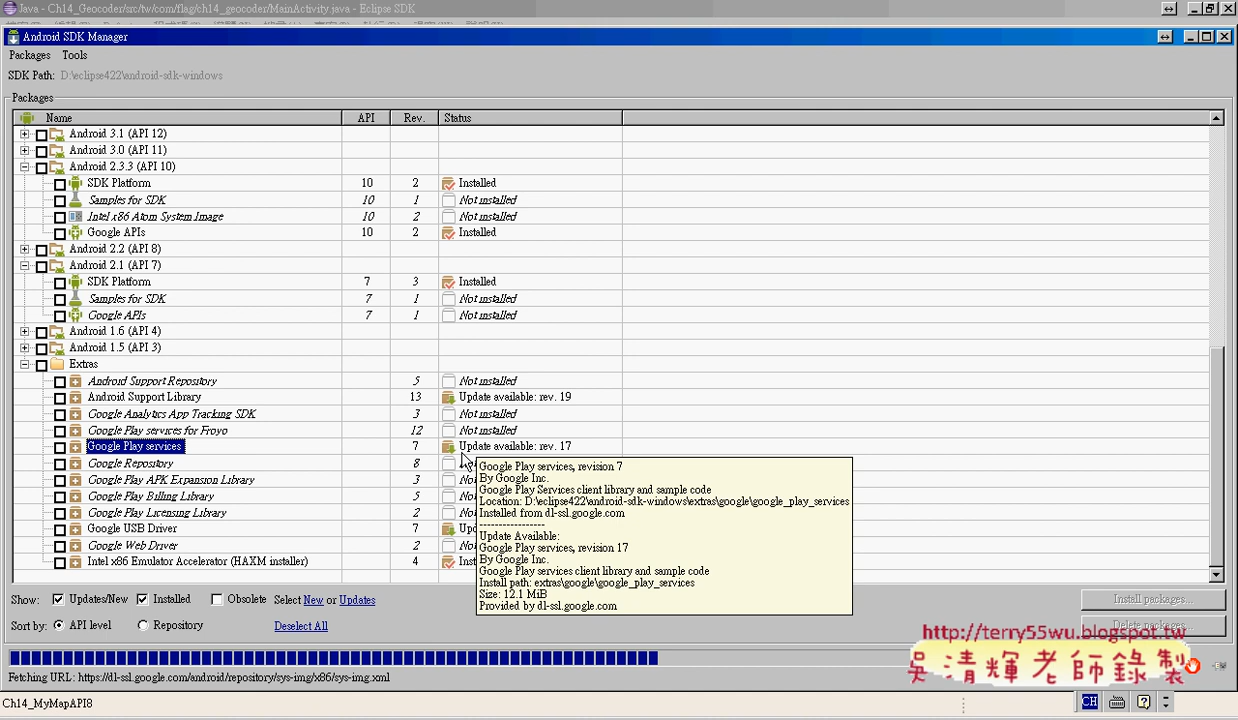 Java - Ch14_Geocoder/src/tw/com/flag/ch14_geocoder/MainActivity.java - Eclipse SDK
Android SDK Manager
Packages Tools
SDK Path: D:\eclipse422\android-sdk-windows
Packages
Name API Rev. Status
Android 3.1 (API 12)
Android 3.0 (API 11)
Android 2.3.3 (API 10)
SDK Platform 10 2 Installed
Samples for SDK 10 1 Not installed
Intel x86 Atom System Image 10 2 Not installed
Google APIs 10 2 Installed
Android 2.2 (API 8)
Android 2.1 (API 7)
SDK Platform 7 3 Installed
Samples for SDK 7 1 Not installed
Google APIs 7 1 Not installed
Android 1.6 (API 4)
Android 1.5 (API 3)
Extras
Android Support Repository 5 Not installed
Android Support Library 13 Update available: rev. 19
Google Analytics App Tracking SDK 3 Not installed
Google Play services for Froyo 12 Not installed
Google Play services 7 Update available: rev. 17
Google Repository 8
Google Play APK Expansion Library 3
Google Play Billing Library 5
Google Play Licensing Library 2
Google USB Driver 7
Google Web Driver 2
Intel x86 Emulator Accelerator (HAXM installer) 4
Google Play services, revision 7
By Google Inc.
Google Play Services client library and sample code
Location: D:\eclipse422\android-sdk-windows\extras\google\google_play_services
Installed from dl-ssl.google.com
-----------------
Update Available:
Google Play services, revision 17
By Google Inc.
Google Play services client library and sample code
Install path: extras\google\google_play_services
Size: 12.1 MiB
Provided by dl-ssl.google.com
Show: Updates/New Installed Obsolete Select New or Updates Install packages...
Sort by: API level Repository Deselect All Delete packages...
http://terry55wu.blogspot.tw
吳清輝老師錄製
Fetching URL: https://dl-ssl.google.com/android/repository/sys-img/x86/sys-img.xml
Ch14_MyMapAPI8
CH